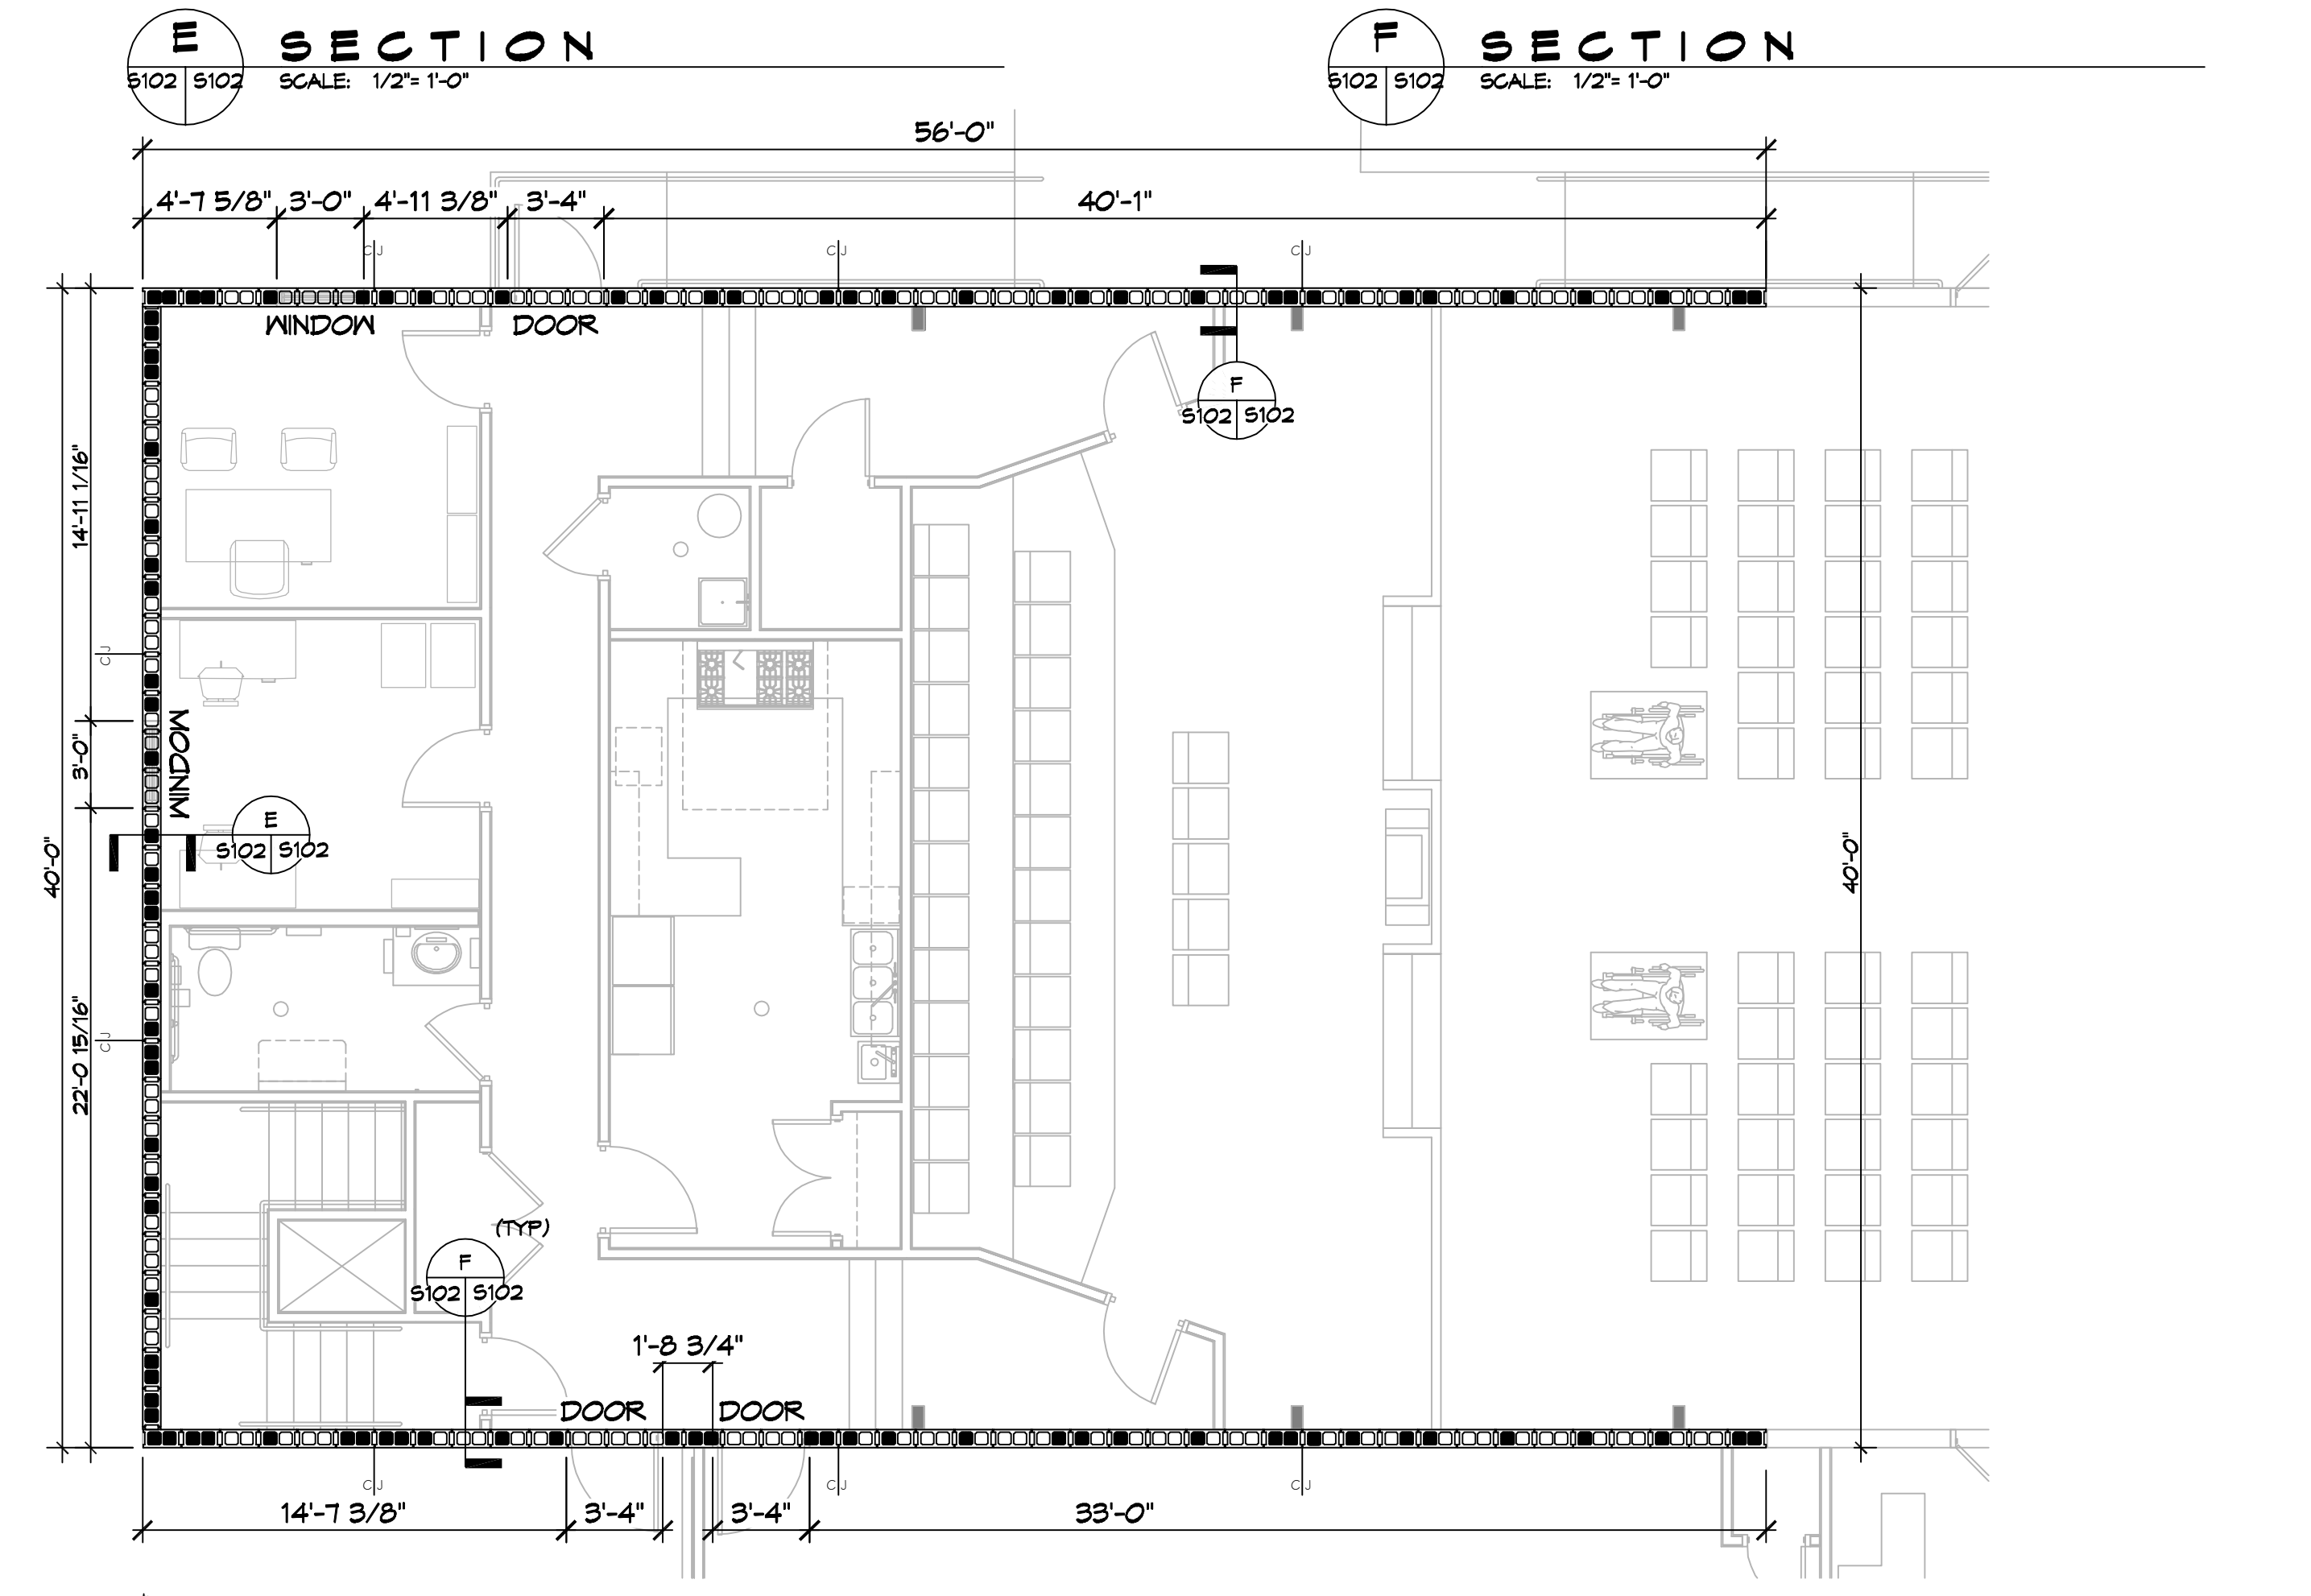 E
S102 S102
SECTION
SCALE: 1/2"= 1'-0"
F
S102 S102
SECTION
SCALE: 1/2"= 1'-0"
56'-0"
4'-7 5/8" 3'-0" 4'-11 3/8" 3'-4" 40'-1"
CJ CJ CJ
WINDOW DOOR
F
S102 S102
14'-11 1/16"
CJ
WINDOW
3'-0"
E
S102 S102
40'-0"
40'-0"
22'-0 15/16"
CJ
(TYP)
F
S102 S102
1'-8 3/4"
DOOR DOOR
CJ CJ CJ
14'-7 3/8" 3'-4" 3'-4" 33'-0"